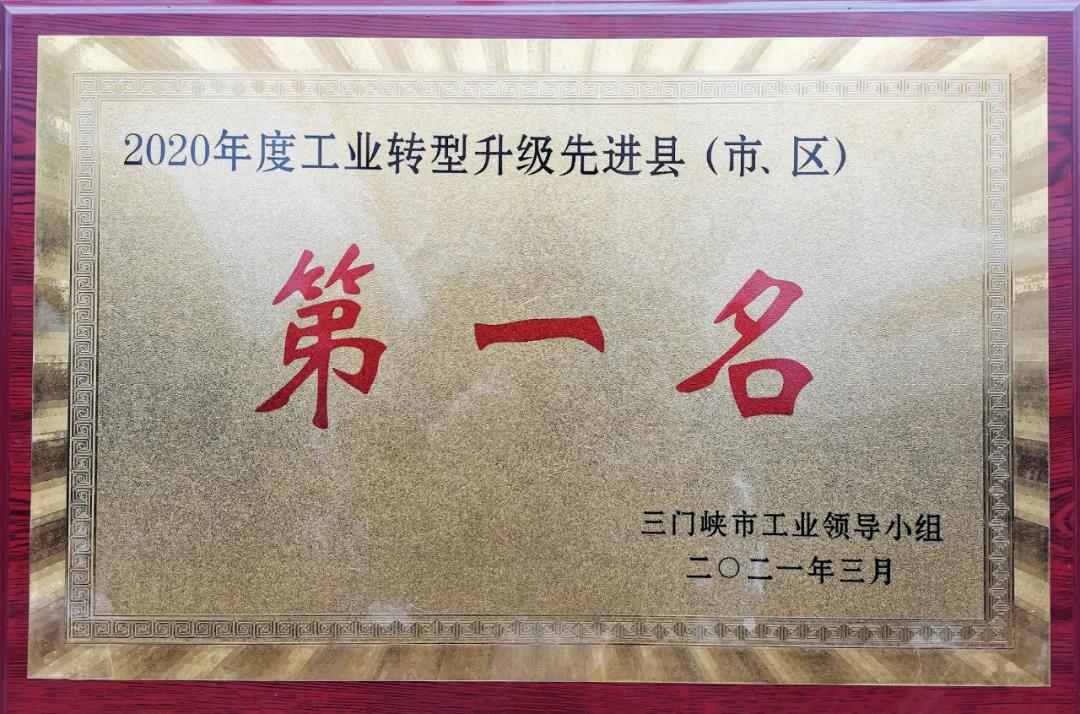 2020年度工业转型升级先进县（市、区）
第一名
三门峡市工业领导小组
二〇二一年三月